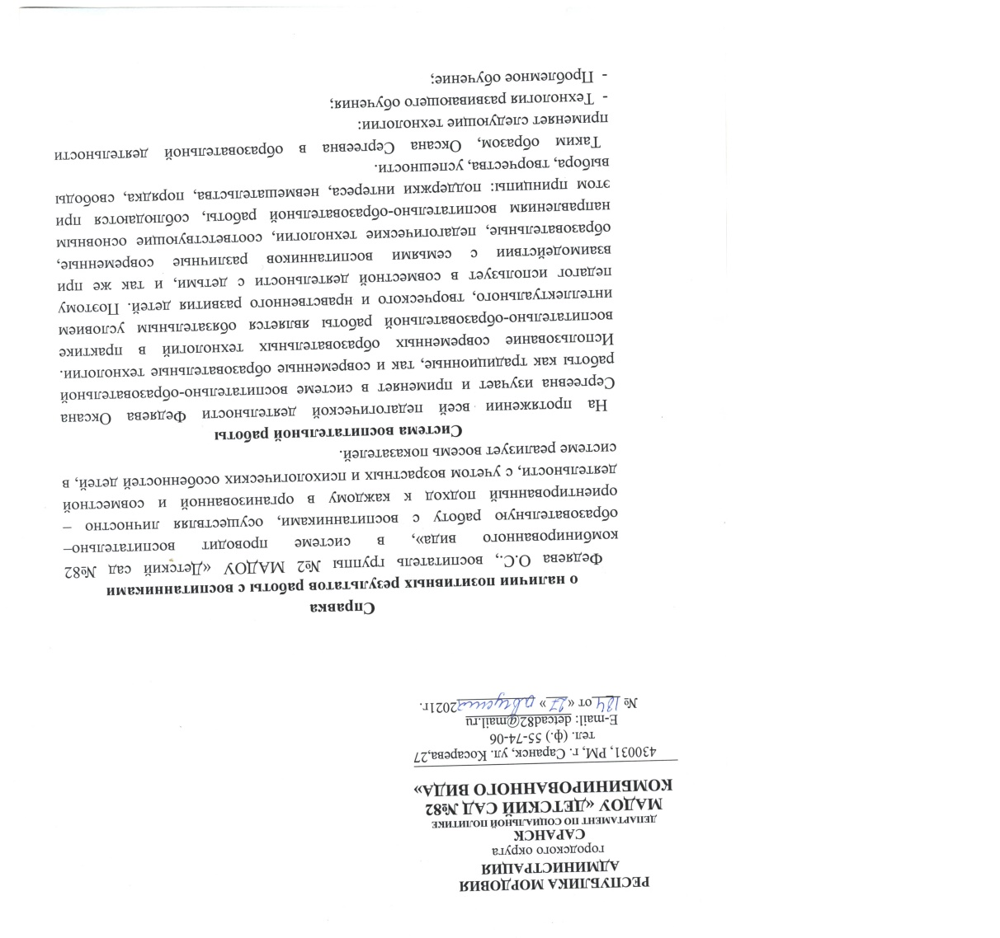 РЕСПУБЛИКА МОРДОВИЯ
АДМИНИСТРАЦИЯ
городского округа
САРАНСК
ДЕПАРТАМЕНТ ПО СОЦИАЛЬНОЙ ПОЛИТИКЕ
МАДОУ «ДЕТСКИЙ САД №82
КОМБИНИРОВАННОГО ВИДА»
430031, РМ, г. Саранск, ул. Косарева,27
тел. (ф.) 55-74-06
E-mail: detcad82@mail.ru
№ 184 от «27» августа 2021г.
Справка
о наличии позитивных результатов работы с воспитанниками
Федяева О.С., воспитатель группы №2 МАДОУ «Детский сад №82
комбинированного вида», в системе проводит воспитательно–
образовательную работу с воспитанниками, осуществляя личностно –
ориентированный подход к каждому в организованной и совместной
деятельности, с учетом возрастных и психологических особенностей детей, в
системе реализует восемь показателей.
Система воспитательной работы
На протяжении всей педагогической деятельности Федяева Оксана
Сергеевна изучает и применяет в системе воспитательно-образовательной
работы как традиционные, так и современные образовательные технологии.
Использование современных образовательных технологий в практике
воспитательно-образовательной работы является обязательным условием
интеллектуального, творческого и нравственного развития детей. Поэтому
педагог использует в совместной деятельности с детьми, и так же при
взаимодействии с семьями воспитанников различные современные,
образовательные, педагогические технологии, соответствующие основным
направлениям воспитательно-образовательной работы, соблюдаются при
этом принципы: поддержки интереса, невмешательства, порядка, свободы
выбора, творчества, успешности.
Таким образом, Оксана Сергеевна в образовательной деятельности
применяет следующие технологии:
- Технология развивающего обучения;
- Проблемное обучение;